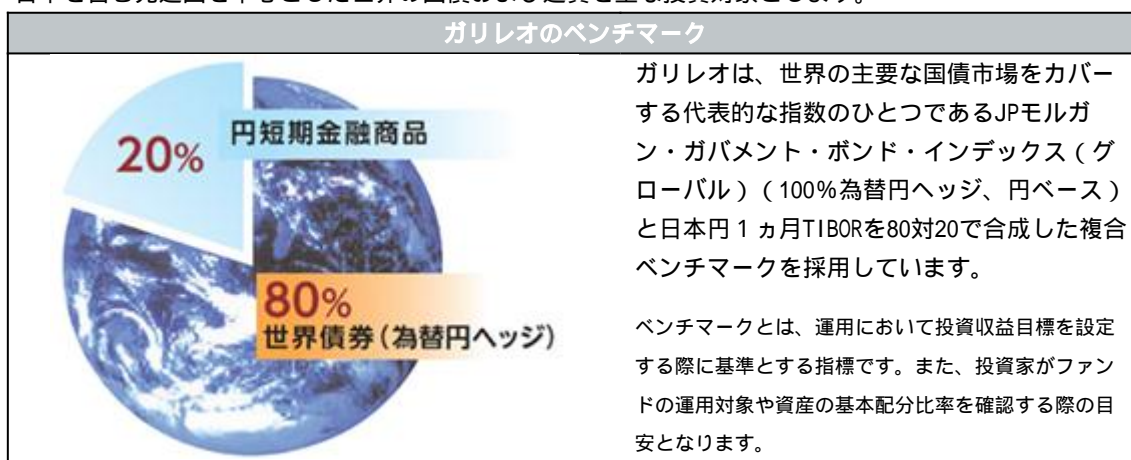 ガリレオのベンチマーク
20%
円短期金融商品
80%
世界債券（為替円ヘッジ）
ガリレオは、世界の主要な国債市場をカバー
する代表的な指数のひとつであるJPモルガ
ン・ガバメント・ボンド・インデックス（グ
ローバル）（100％為替円ヘッジ、円ベース）
と日本円１ヵ月TIBORを80対20で合成した複合
ベンチマークを採用しています。
ベンチマークとは、運用において投資収益目標を設定
する際に基準とする指標です。また、投資家がファン
ドの運用対象や資産の基本配分比率を確認する際の目
安となります。